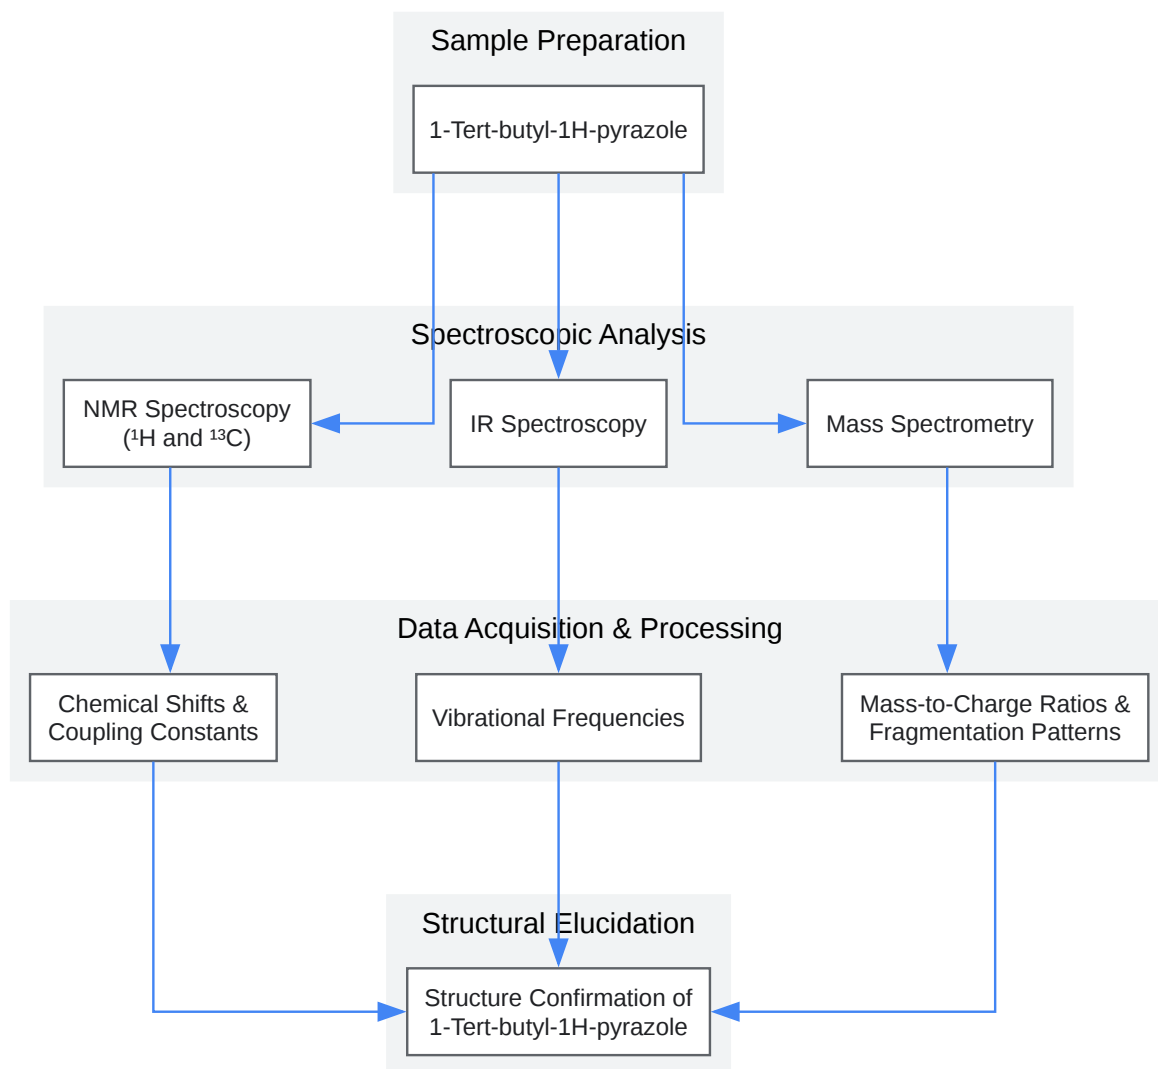 Sample Preparation
1-Tert-butyl-1H-pyrazole
Spectroscopic Analysis
NMR Spectroscopy
(¹H and ¹³C)
IR Spectroscopy
Mass Spectrometry
Data Acquisition & Processing
Chemical Shifts &
Coupling Constants
Vibrational Frequencies
Mass-to-Charge Ratios &
Fragmentation Patterns
Structural Elucidation
Structure Confirmation of
1-Tert-butyl-1H-pyrazole